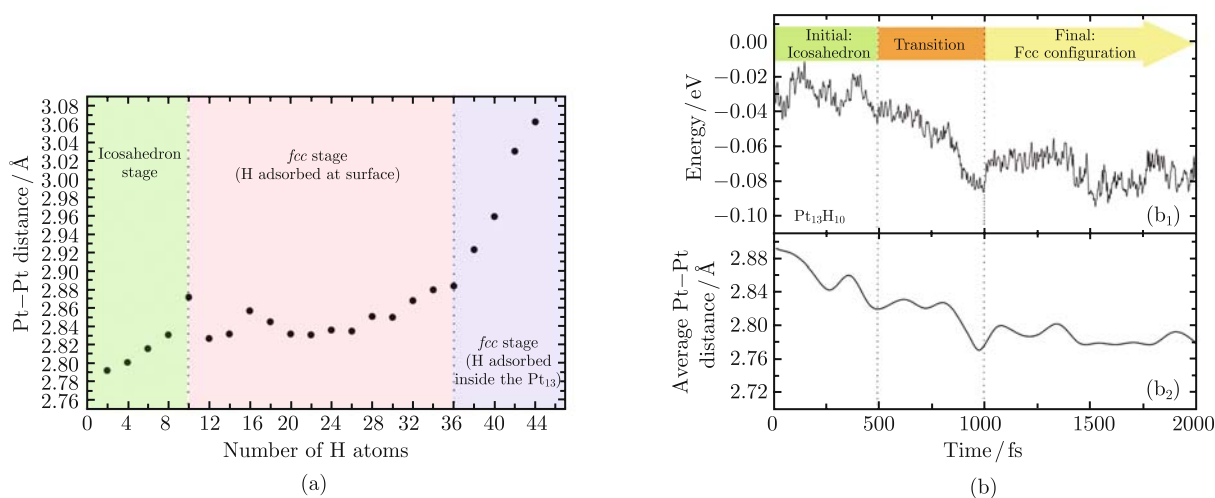 3.08
3.06
3.04
3.02
3.00
2.98
2.96
2.94
2.92
2.90
2.88
2.86
2.84
2.82
2.80
2.78
2.76
Pt−Pt distance/Å
Icosahedron
stage
fcc stage
(H adsorbed at surface)
fcc stage
(H adsorbed
inside the Pt₁₃)
0 4 8 12 16 20 24 28 32 36 40 44
Number of H atoms
(a)
Initial:
Icosahedron
Transition
Final:
Fcc configuration
0.00
−0.02
−0.04
−0.06
−0.08
−0.10
Energy/eV
Pt₁₃H₁₀
(b₁)
2.88
2.84
2.80
2.76
2.72
Average Pt−Pt
distance/Å
(b₂)
0 500 1000 1500 2000
Time/fs
(b)